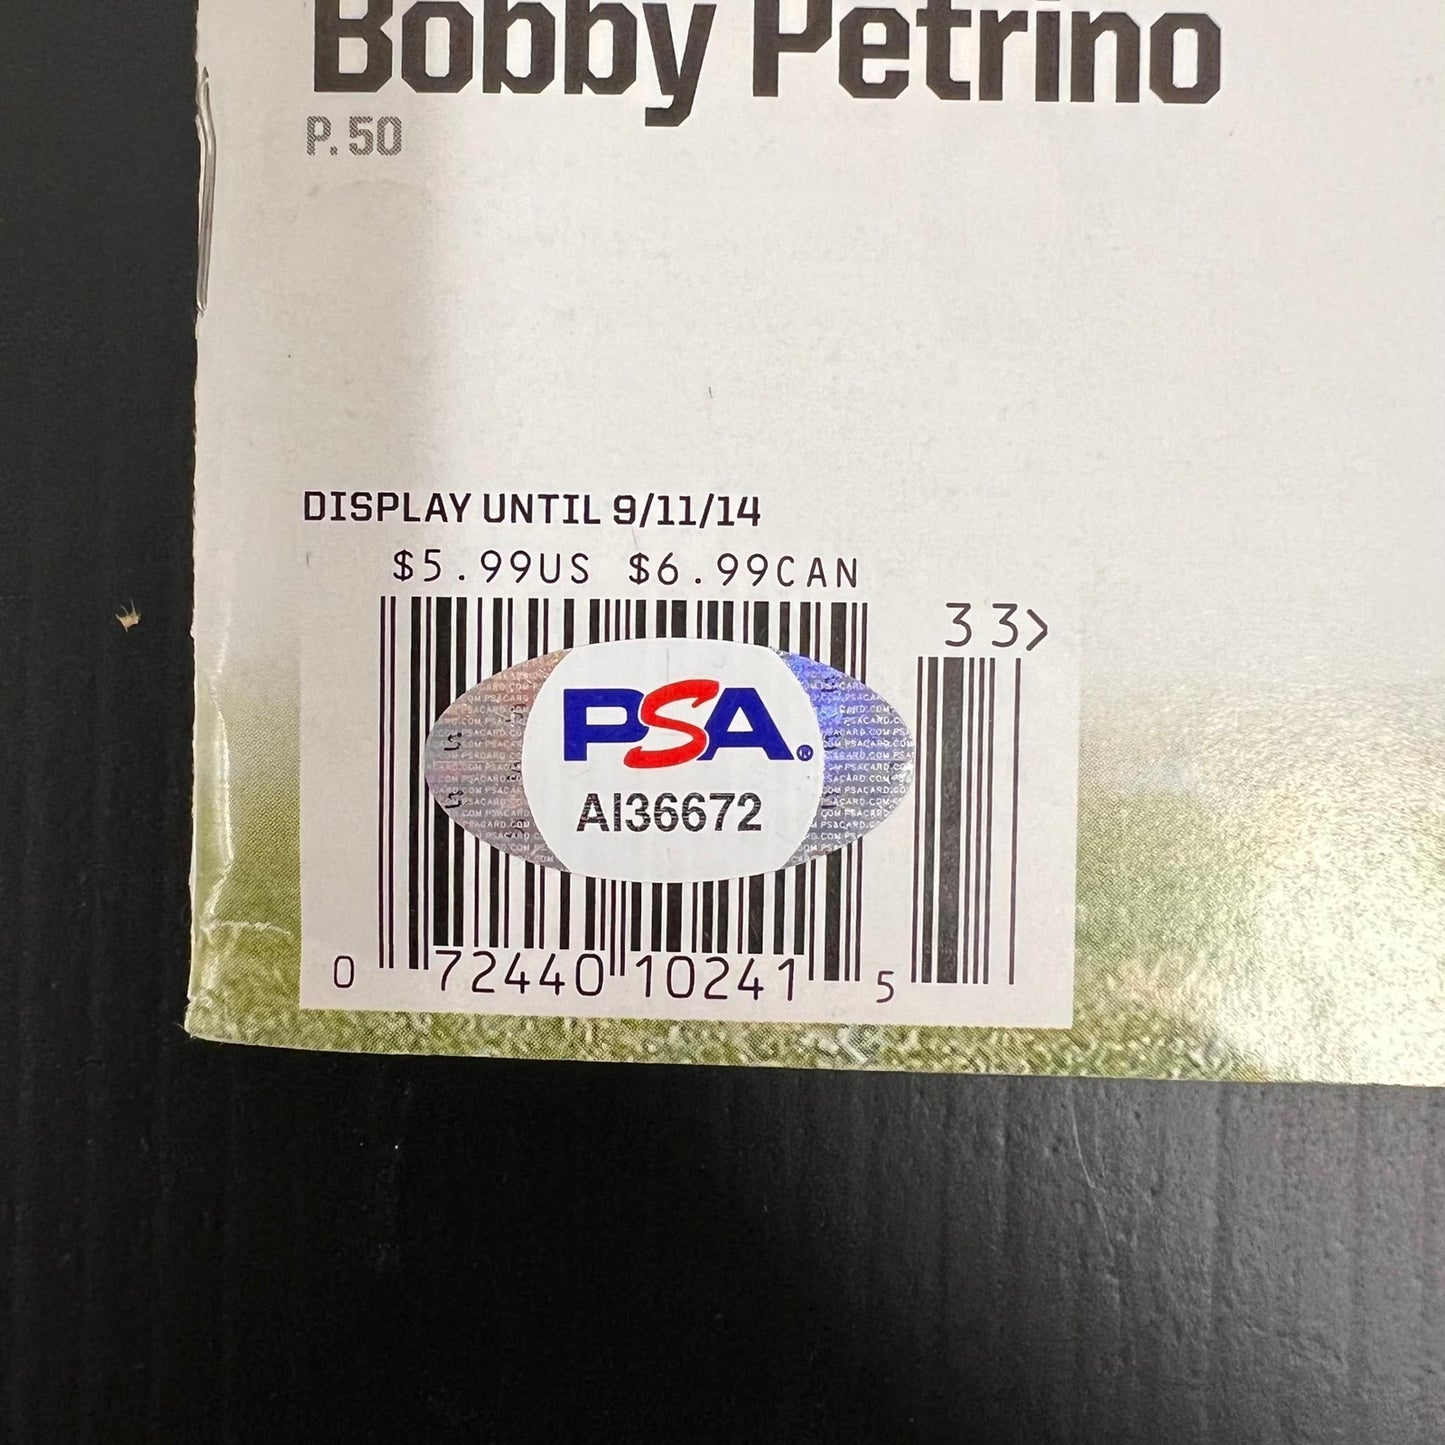 Bobby Petrino
P. 50
DISPLAY UNTIL 9/11/14
$5.99US $6.99CAN
33>
PSA®
AI36672
0 72440 10241 5